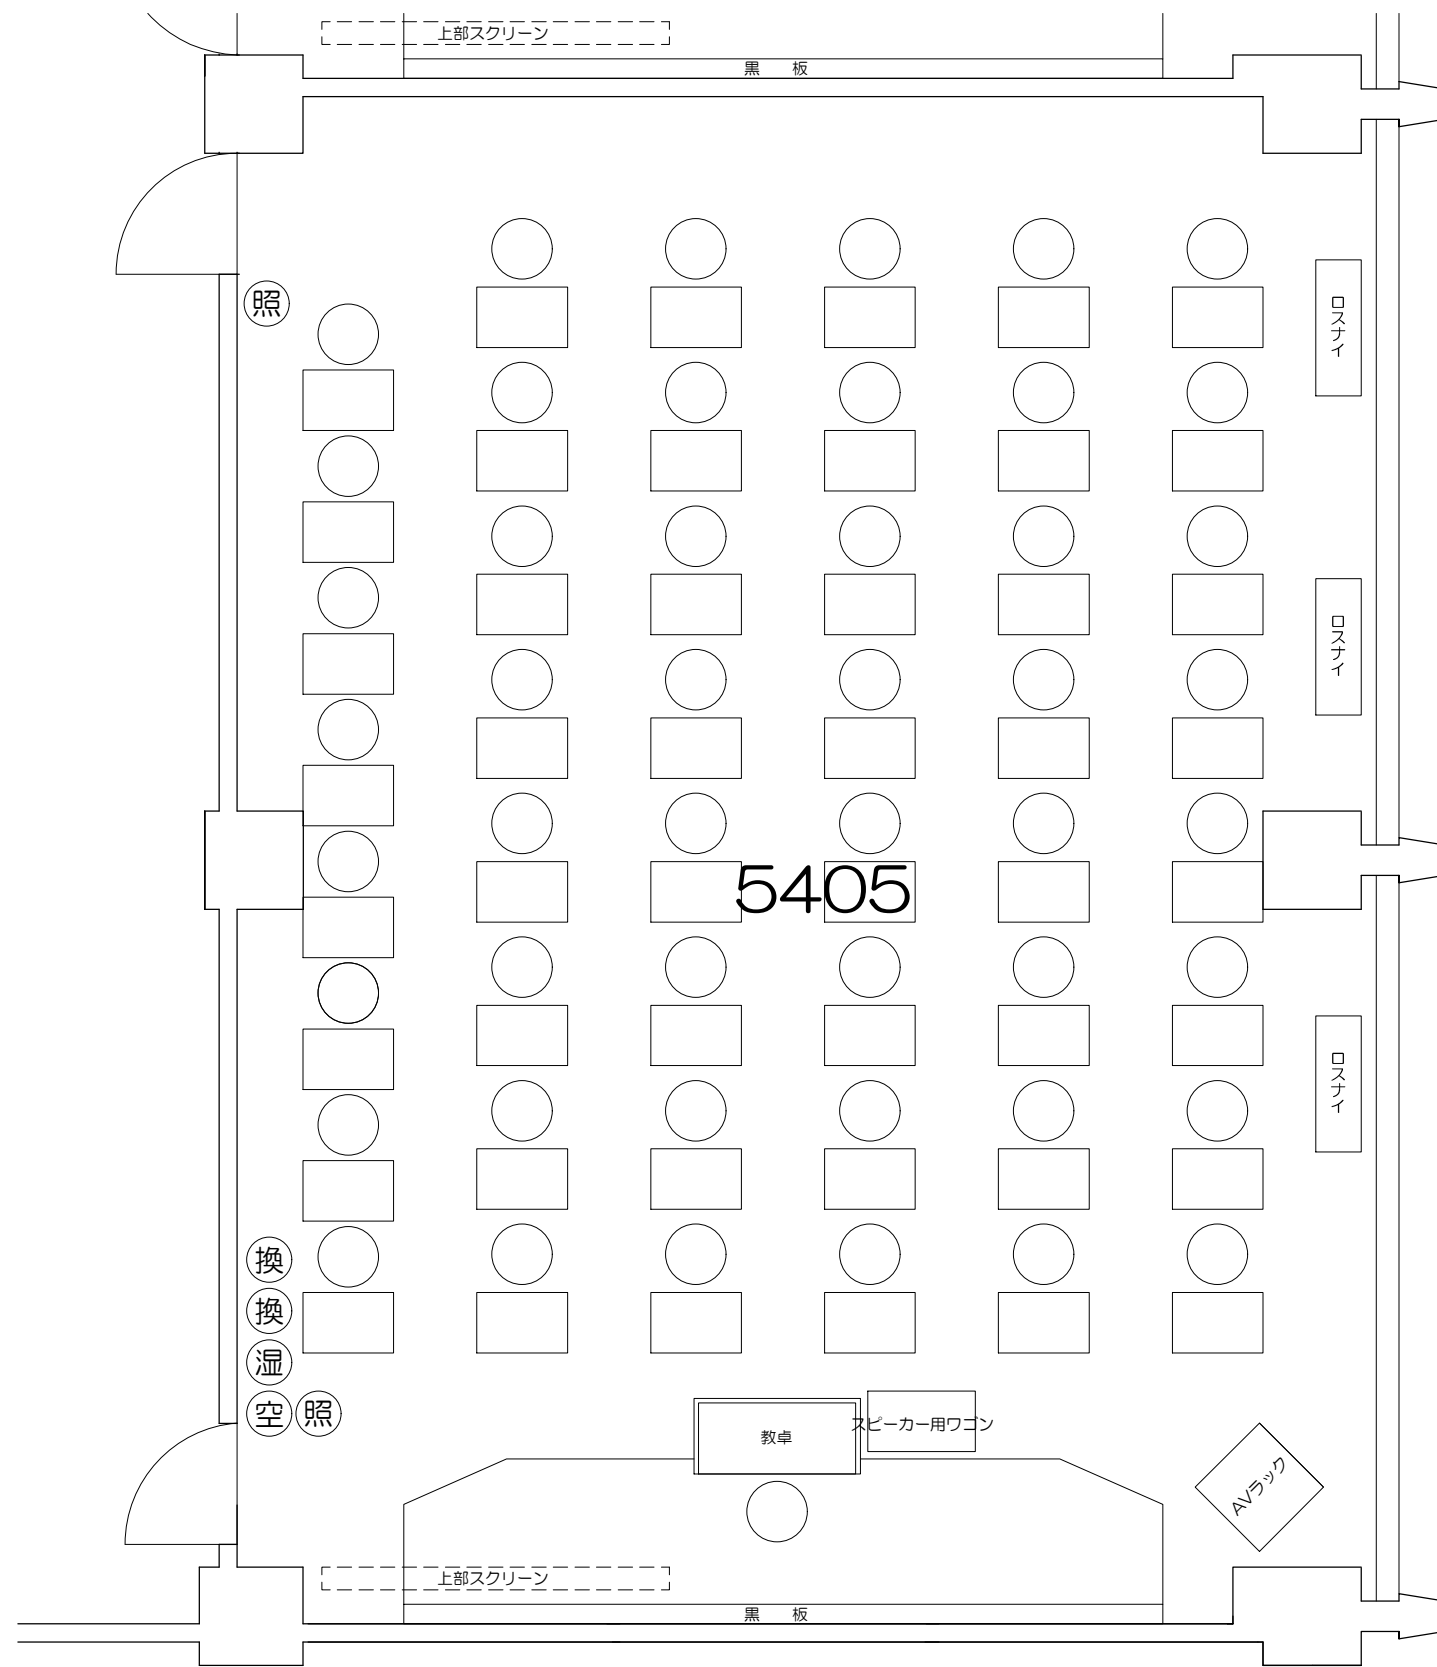 上部スクリーン
黒 板
照
ロスナイ
ロスナイ
5405
ロスナイ
換
換
湿
空 照
教卓
スピーカー用ワゴン
AVラック
上部スクリーン
黒 板